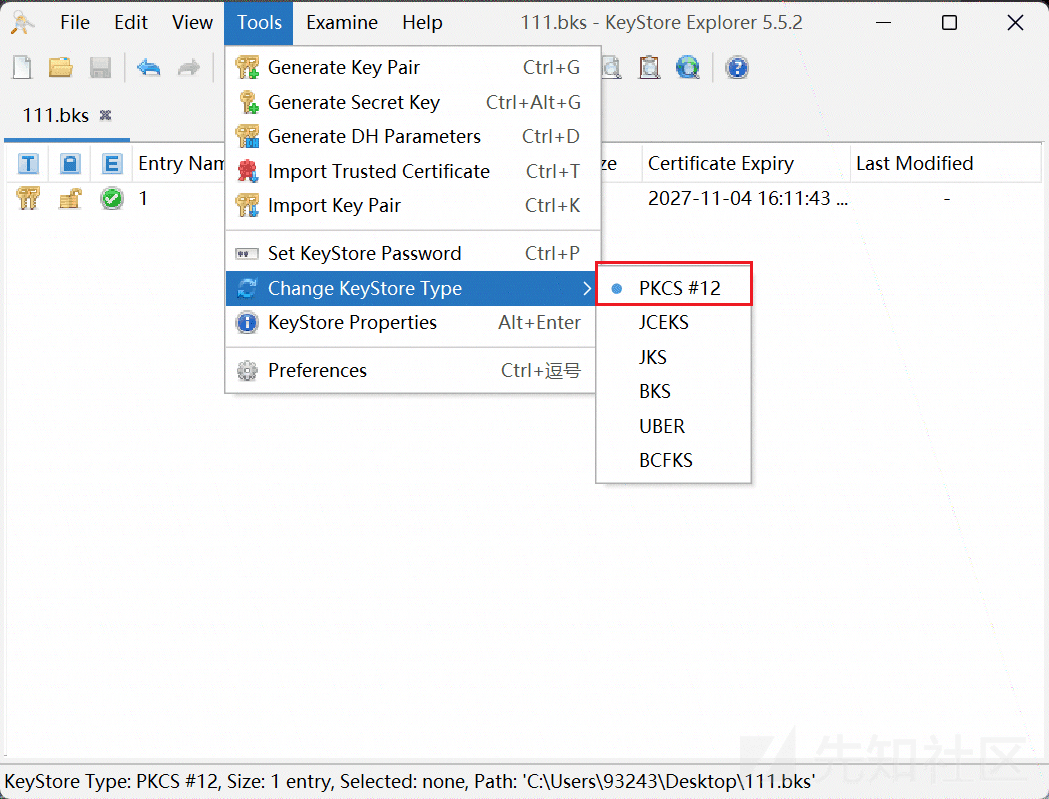 File Edit View Tools Examine Help 111.bks - KeyStore Explorer 5.5.2
111.bks
T E Entry Nam ze Certificate Expiry Last Modified
1 2027-11-04 16:11:43 ... -
Generate Key Pair Ctrl+G
Generate Secret Key Ctrl+Alt+G
Generate DH Parameters Ctrl+D
Import Trusted Certificate Ctrl+T
Import Key Pair Ctrl+K
Set KeyStore Password Ctrl+P
Change KeyStore Type
KeyStore Properties Alt+Enter
Preferences Ctrl+逗号
PKCS #12
JCEKS
JKS
BKS
UBER
BCFKS
先知社区
KeyStore Type: PKCS #12, Size: 1 entry, Selected: none, Path: 'C:\Users\93243\Desktop\111.bks'